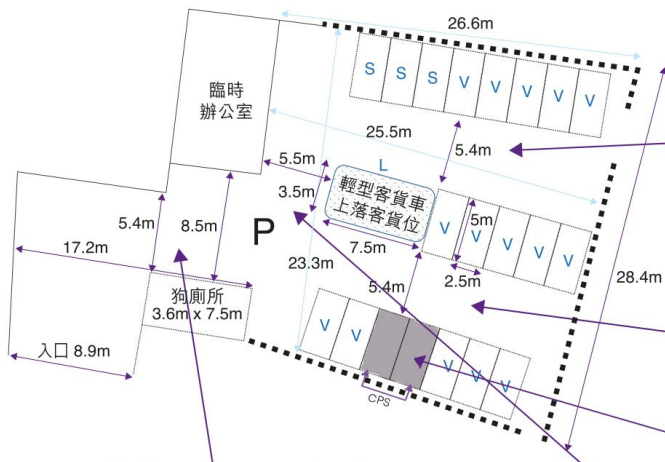 26.6m
S S S V V V V V
臨時
辦公室
25.5m
5.4m
5.5m
L
3.5m
輕型客貨車
上落客貨位
7.5m
5.4m
8.5m
P
V V V V V
5m
2.5m
28.4m
17.2m
23.3m
5.4m
狗廁所
3.6m x 7.5m
入口 8.9m
V V V V V
CPS